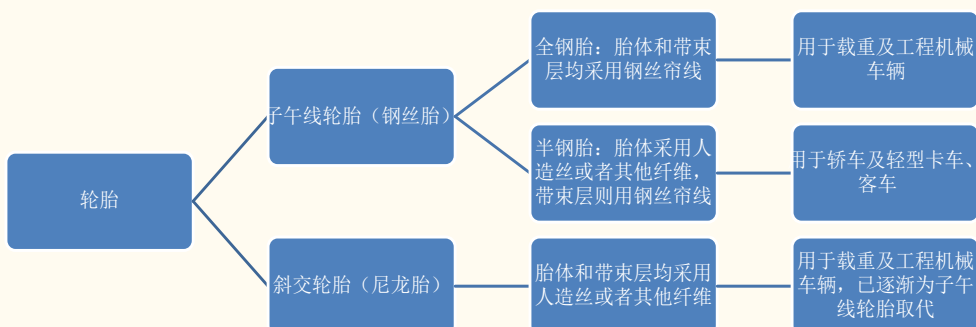 轮胎
子午线轮胎（钢丝胎）
全钢胎：胎体和带束
层均采用钢丝帘线
用于载重及工程机械
车辆
半钢胎：胎体采用人
造丝或者其他纤维，
带束层则用钢丝帘线
用于轿车及轻型卡车、
客车
斜交轮胎（尼龙胎）
胎体和带束层均采用
人造丝或者其他纤维
用于载重及工程机械
车辆，已逐渐为子午
线轮胎取代